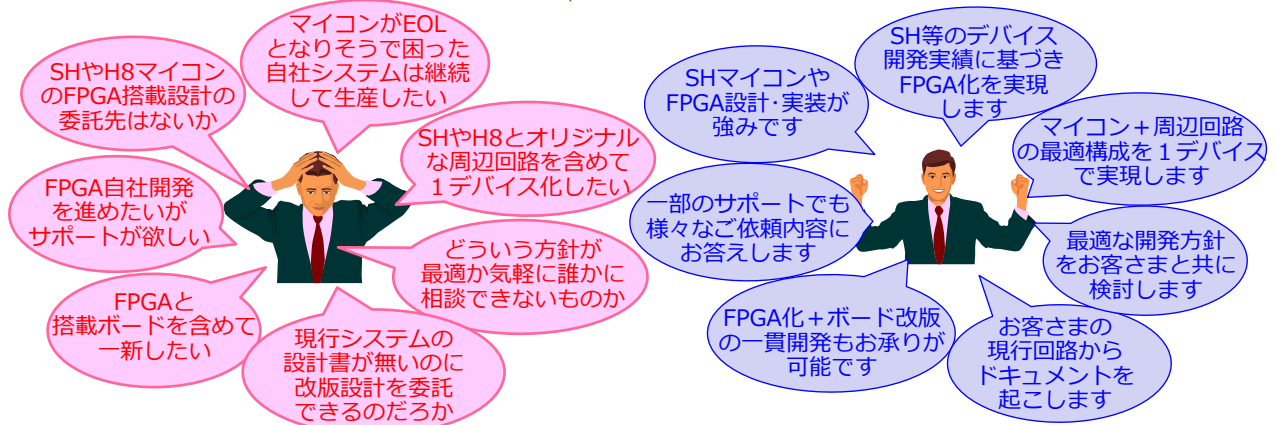 マイコンがEOL
となりそうで困った
自社システムは継続
して生産したい
SHやH8マイコン
のFPGA搭載設計の
委託先はないか
SHやH8とオリジナル
な周辺回路を含めて
１デバイス化したい
FPGA自社開発
を進めたいが
サポートが欲しい
どういう方針が
最適か気軽に誰かに
相談できないものか
FPGAと
搭載ボードを含めて
一新したい
現行システムの
設計書が無いのに
改版設計を委託
できるのだろか
SH等のデバイス
開発実績に基づき
FPGA化を実現
します
SHマイコンや
FPGA設計･実装が
強みです
マイコン＋周辺回路
の最適構成を１デバイス
で実現します
一部のサポートでも
様々なご依頼内容に
お答えします
最適な開発方針
をお客さまと共に
検討します
FPGA化＋ボード改版
の一貫開発もお承りが
可能です
お客さまの
現行回路から
ドキュメントを
起こします